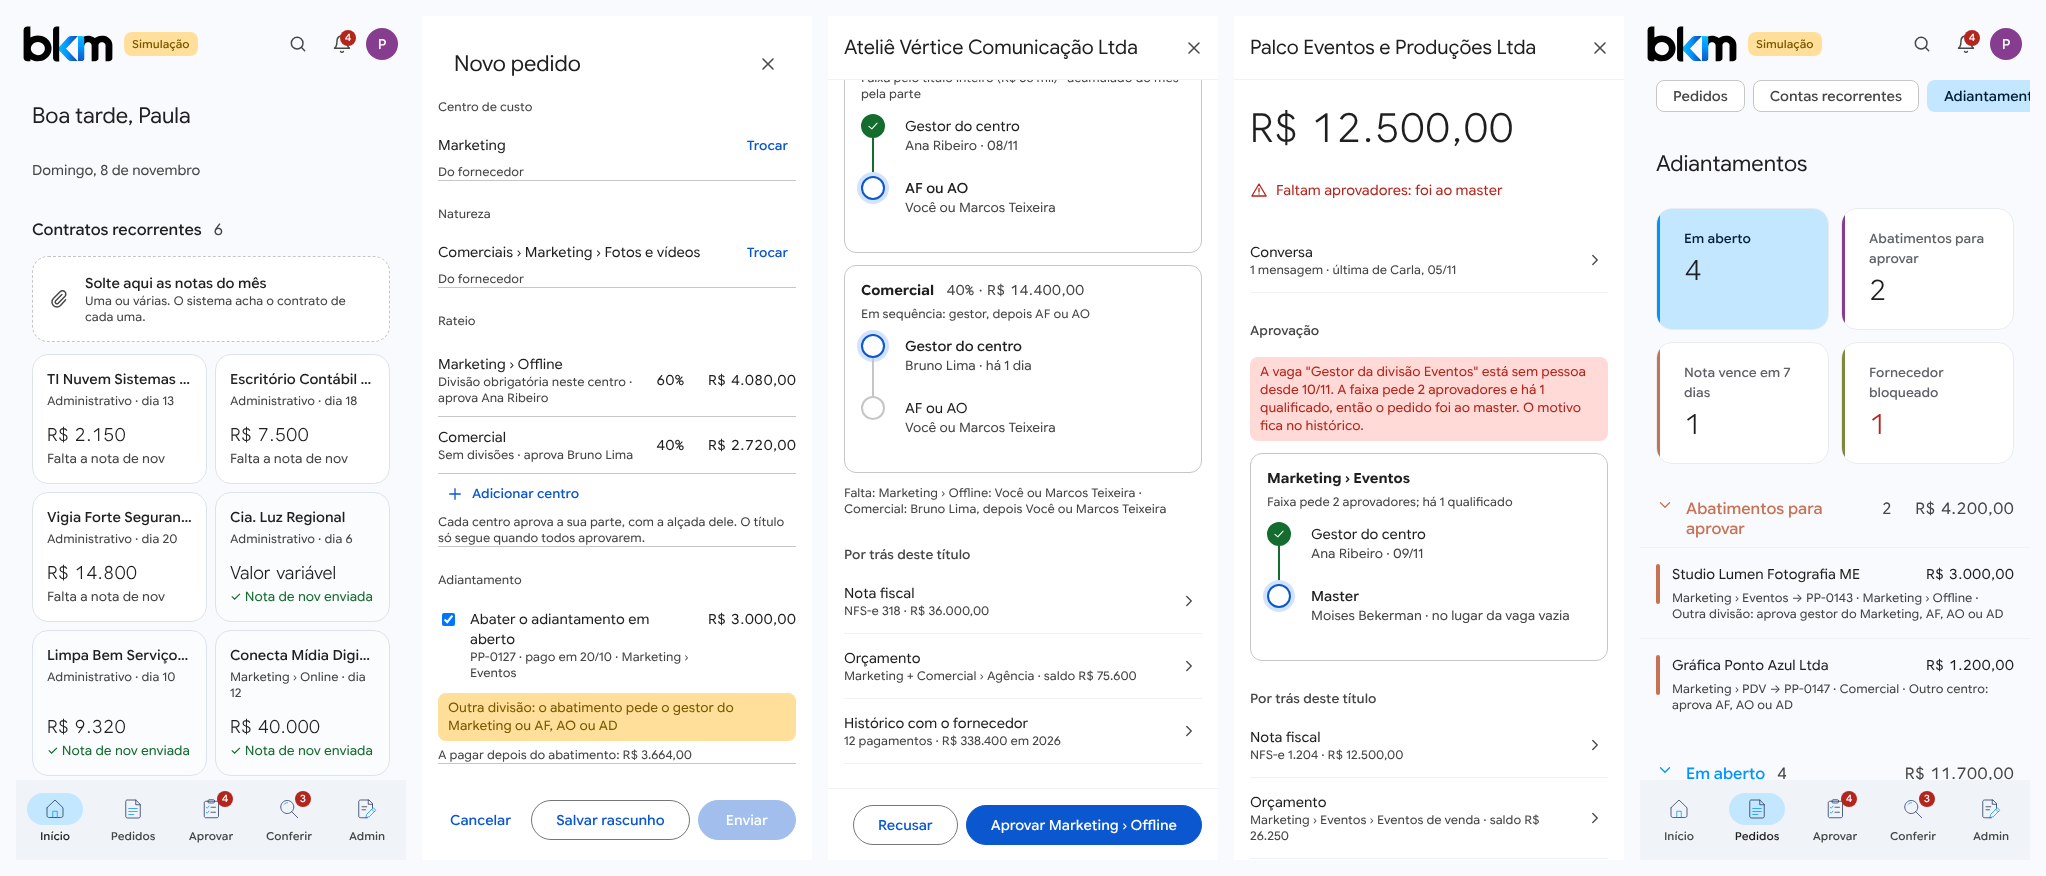 bkm
Simulação
4
P
Boa tarde, Paula
Domingo, 8 de novembro
Contratos recorrentes 6
Solte aqui as notas do mês
Uma ou várias. O sistema acha o contrato de
cada uma.
TI Nuvem Sistemas ...
Administrativo · dia 13
R$ 2.150
Falta a nota de nov
Escritório Contábil ...
Administrativo · dia 18
R$ 7.500
Falta a nota de nov
Vigia Forte Seguran...
Administrativo · dia 20
R$ 14.800
Falta a nota de nov
Cia. Luz Regional
Administrativo · dia 6
Valor variável
✓ Nota de nov enviada
Limpa Bem Serviço...
Administrativo · dia 10
R$ 9.320
✓ Nota de nov enviada
Conecta Mídia Digi...
Marketing › Online · dia
12
R$ 40.000
✓ Nota de nov enviada
Início
Pedidos
4
Aprovar
3
Conferir
Admin
Novo pedido
Centro de custo
Marketing
Trocar
Do fornecedor
Natureza
Comerciais › Marketing › Fotos e vídeos
Trocar
Do fornecedor
Rateio
Marketing › Offline
Divisão obrigatória neste centro ·
aprova Ana Ribeiro
60%
R$ 4.080,00
Comercial
Sem divisões · aprova Bruno Lima
40%
R$ 2.720,00
Adicionar centro
Cada centro aprova a sua parte, com a alçada dele. O título
só segue quando todos aprovarem.
Adiantamento
Abater o adiantamento em
aberto
R$ 3.000,00
PP-0127 · pago em 20/10 · Marketing ›
Eventos
Outra divisão: o abatimento pede o gestor do
Marketing ou AF, AO ou AD
A pagar depois do abatimento: R$ 3.664,00
Cancelar
Salvar rascunho
Enviar
Ateliê Vértice Comunicação Ltda
Faixa pelo título inteiro (R$ 36 mil) · acumulado do mês
pela parte
Gestor do centro
Ana Ribeiro · 08/11
AF ou AO
Você ou Marcos Teixeira
Comercial 40% · R$ 14.400,00
Em sequência: gestor, depois AF ou AO
Gestor do centro
Bruno Lima · há 1 dia
AF ou AO
Você ou Marcos Teixeira
Falta: Marketing › Offline: Você ou Marcos Teixeira ·
Comercial: Bruno Lima, depois Você ou Marcos Teixeira
Por trás deste título
Nota fiscal
NFS-e 318 · R$ 36.000,00
Orçamento
Marketing + Comercial › Agência · saldo R$ 75.600
Histórico com o fornecedor
12 pagamentos · R$ 338.400 em 2026
Recusar
Aprovar Marketing › Offline
Palco Eventos e Produções Ltda
R$ 12.500,00
Faltam aprovadores: foi ao master
Conversa
1 mensagem · última de Carla, 05/11
Aprovação
A vaga "Gestor da divisão Eventos" está sem pessoa
desde 10/11. A faixa pede 2 aprovadores e há 1
qualificado, então o pedido foi ao master. O motivo
fica no histórico.
Marketing › Eventos
Faixa pede 2 aprovadores; há 1 qualificado
Gestor do centro
Ana Ribeiro · 09/11
Master
Moises Bekerman · no lugar da vaga vazia
Por trás deste título
Nota fiscal
NFS-e 1.204 · R$ 12.500,00
Orçamento
Marketing › Eventos › Eventos de venda · saldo R$
26.250
bkm
Simulação
4
P
Pedidos
Contas recorrentes
Adiantament
Adiantamentos
Em aberto
4
Abatimentos para
aprovar
2
Nota vence em 7
dias
1
Fornecedor
bloqueado
1
Abatimentos para
aprovar
2
R$ 4.200,00
Studio Lumen Fotografia ME
R$ 3.000,00
Marketing › Eventos → PP-0143 · Marketing › Offline ·
Outra divisão: aprova gestor do Marketing, AF, AO ou AD
Gráfica Ponto Azul Ltda
R$ 1.200,00
Marketing › PDV → PP-0147 · Comercial · Outro centro:
aprova AF, AO ou AD
Em aberto 4
R$ 11.700,00
Início
Pedidos
4
Aprovar
3
Conferir
Admin